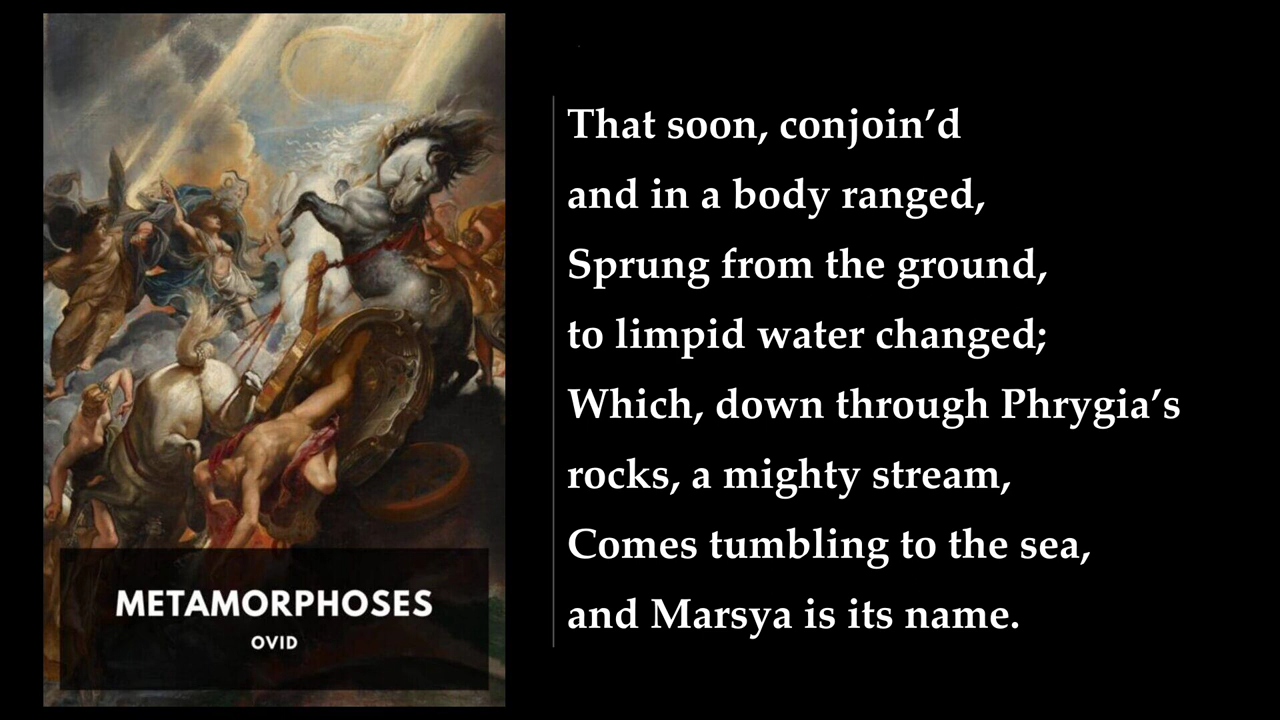 METAMORPHOSES
OVID
That soon, conjoin’d
and in a body ranged,
Sprung from the ground,
to limpid water changed;
Which, down through Phrygia’s
rocks, a mighty stream,
Comes tumbling to the sea,
and Marsya is its name.